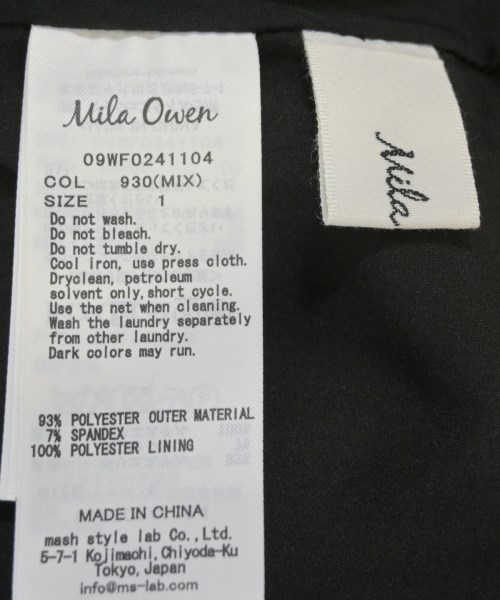 Mila Owen
09WF0241104
COL 930(MIX)
SIZE 1
Do not wash.
Do not bleach.
Do not tumble dry.
Cool iron, use press cloth.
Dryclean, petroleum
solvent only, short cycle.
Use the net when cleaning.
Wash the laundry separately
from other laundry.
Dark colors may run.
93% POLYESTER OUTER MATERIAL
7% SPANDEX
100% POLYESTER LINING
MADE IN CHINA
mash style lab Co., Ltd.
5-7-1 Kojimachi, Chiyoda-Ku
Tokyo, Japan
info@ms-lab.com
Mila